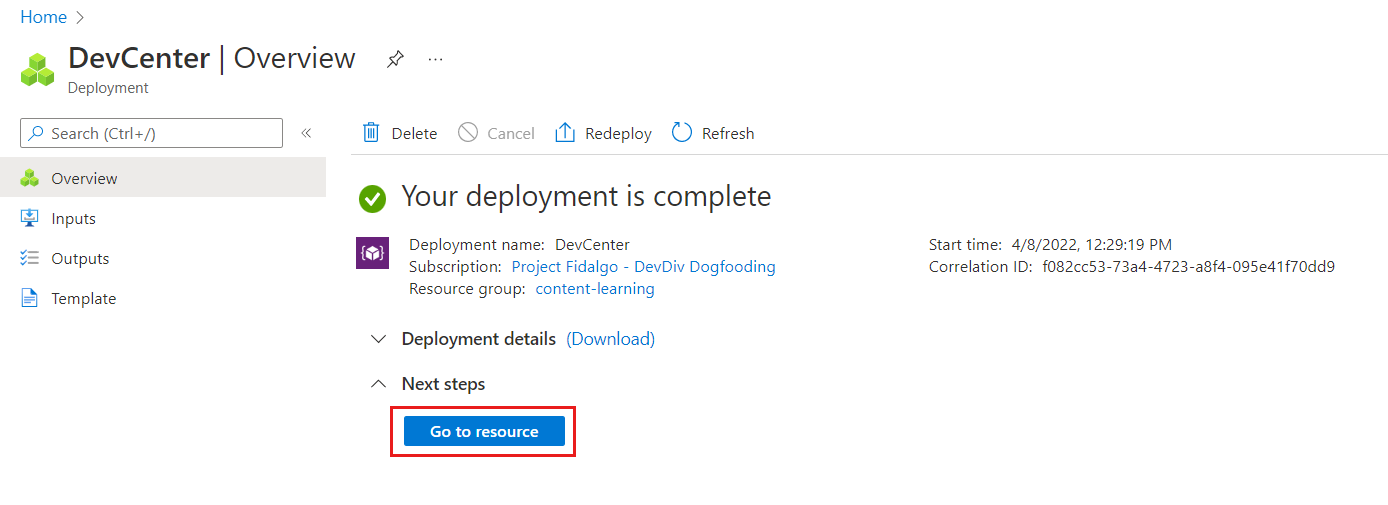 Home
DevCenter | Overview
Deployment
Search (Ctrl+/)
Overview
Inputs
Outputs
Template
Delete Cancel Redeploy Refresh
Your deployment is complete
Deployment name: DevCenter Start time: 4/8/2022, 12:29:19 PM
Subscription: Project Fidalgo - DevDiv Dogfooding Correlation ID: f082cc53-73a4-4723-a8f4-095e41f70dd9
Resource group: content-learning
Deployment details (Download)
Next steps
Go to resource